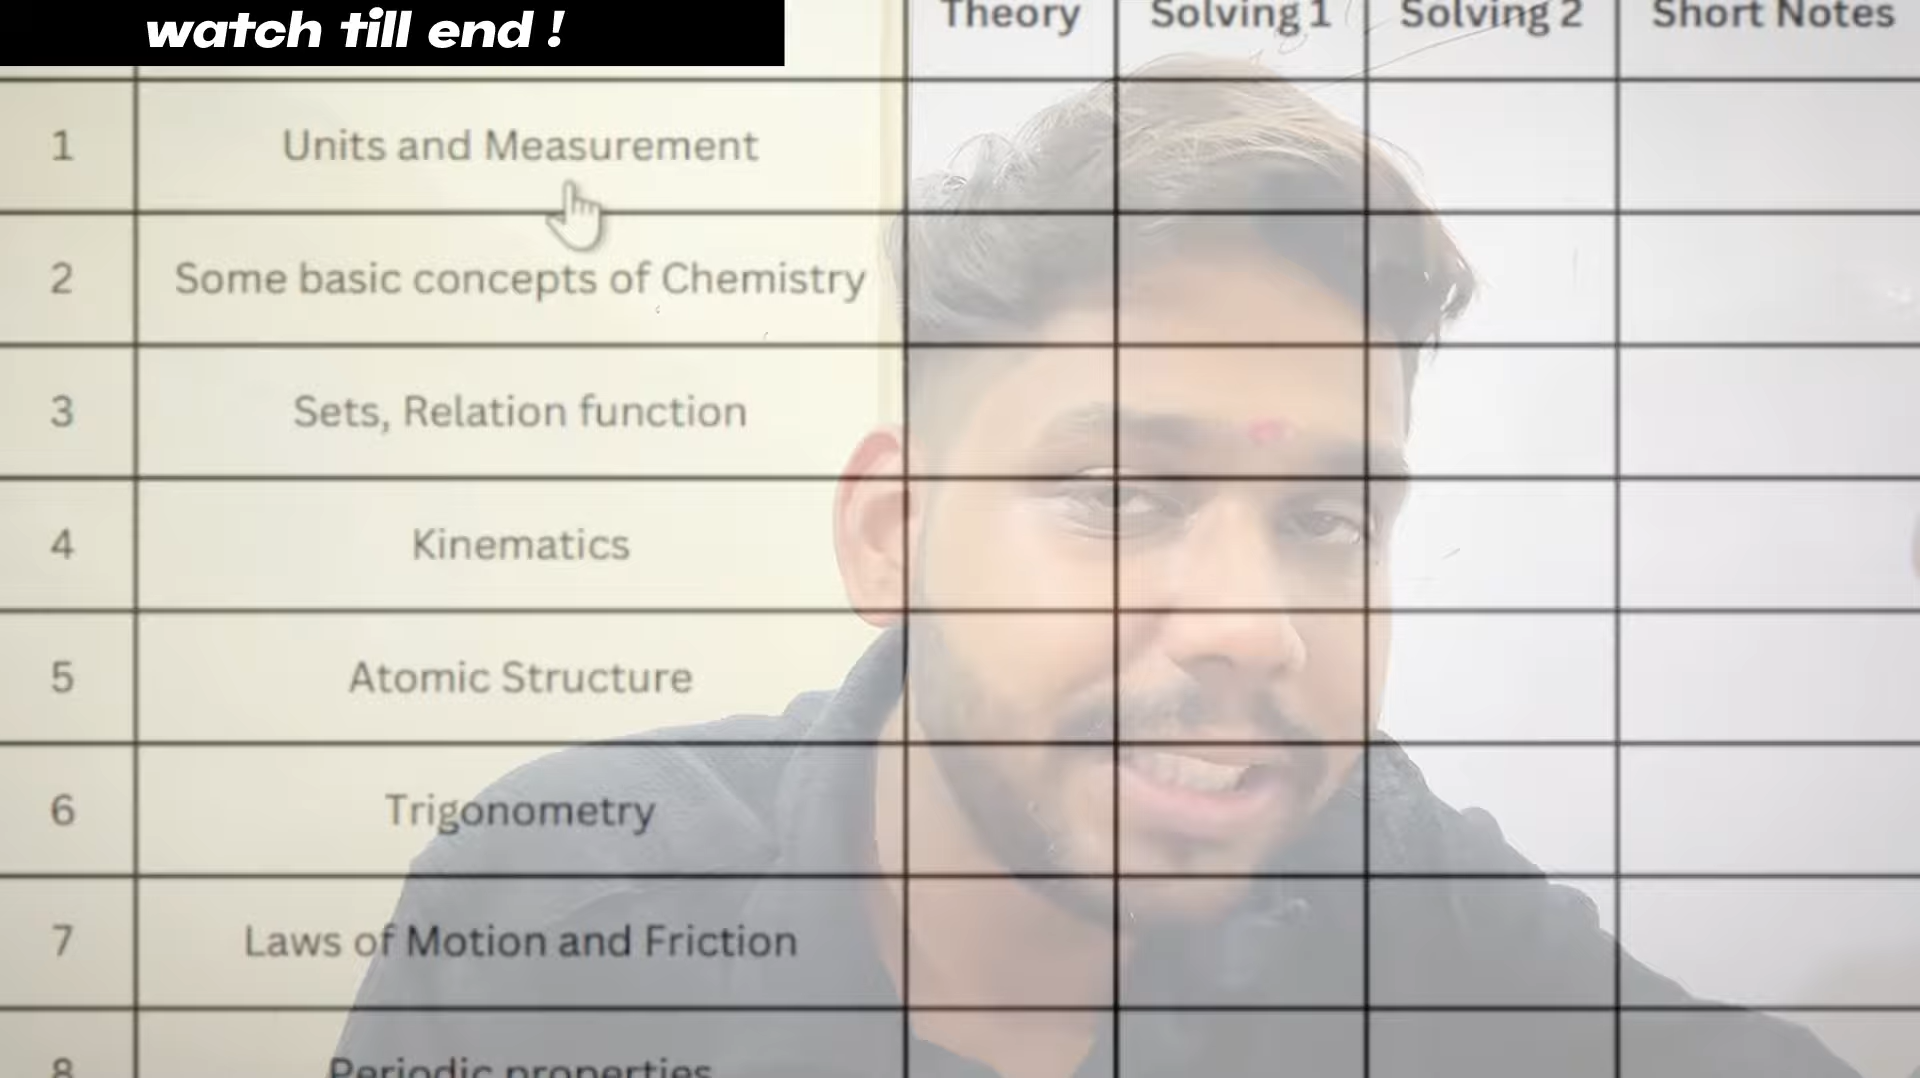 watch till end !
Theory Solving 1 Solving 2 Short Notes
1 Units and Measurement
2 Some basic concepts of Chemistry
3 Sets, Relation function
4 Kinematics
5 Atomic Structure
6 Trigonometry
7 Laws of Motion and Friction
8 Periodic properties